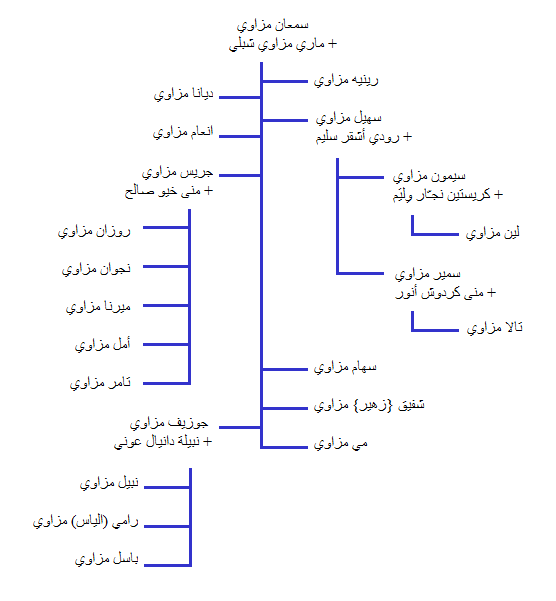 سمعان مزاوي
+ ماري مزاوي شبلي
رينيه مزاوي
ديانا مزاوي
سهيل مزاوي
+ رودي أشقر سليم
انعام مزاوي
جريس مزاوي
+ منى خيو صالح
سيمون مزاوي
+ كريستين نجّار وليّم
لين مزاوي
روزان مزاوي
نجوان مزاوي
سمير مزاوي
+ منى كردوش أنور
ميرنا مزاوي
تالا مزاوي
أمل مزاوي
سهام مزاوي
تامر مزاوي
شفيق {زهير} مزاوي
جوزيف مزاوي
+ نبيلة دانيال عوني
مي مزاوي
نبيل مزاوي
رامي (الياس) مزاوي
باسل مزاوي